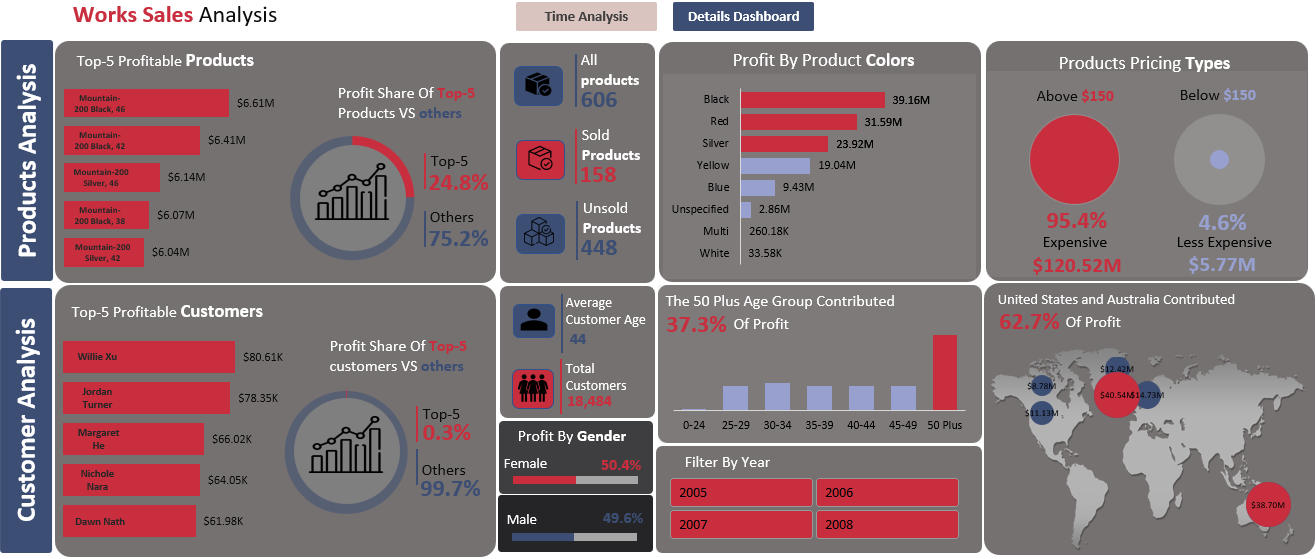 Works Sales Analysis
Time Analysis
Details Dashboard
Products Analysis
Top-5 Profitable Products
Mountain-
200 Black, 46
$6.61M
Mountain-
200 Black, 42
$6.41M
Mountain-200
Silver, 46
$6.14M
Mountain-
200 Black, 38
$6.07M
Mountain-200
Silver, 42
$6.04M
Profit Share Of Top-5
Products VS others
Top-5
24.8%
Others
75.2%
All
products
606
Sold
Products
158
Unsold
Products
448
Profit By Product Colors
Black
39.16M
Red
31.59M
Silver
23.92M
Yellow
19.04M
Blue
9.43M
Unspecified
2.86M
Multi
260.18K
White
33.58K
Products Pricing Types
Above $150
Below $150
95.4%
Expensive
$120.52M
4.6%
Less Expensive
$5.77M
Customer Analysis
Top-5 Profitable Customers
Willie Xu
$80.61K
Jordan
Turner
$78.35K
Margaret
He
$66.02K
Nichole
Nara
$64.05K
Dawn Nath
$61.98K
Profit Share Of Top-5
customers VS others
Top-5
0.3%
Others
99.7%
Average
Customer Age
44
Total
Customers
18,484
Profit By Gender
Female
50.4%
Male
49.6%
The 50 Plus Age Group Contributed
37.3% Of Profit
0-24
25-29
30-34
35-39
40-44
45-49
50 Plus
Filter By Year
2005
2006
2007
2008
United States and Australia Contributed
62.7% Of Profit
$12.42M
$8.78M
$40.54M
$14.73M
$11.13M
$38.70M